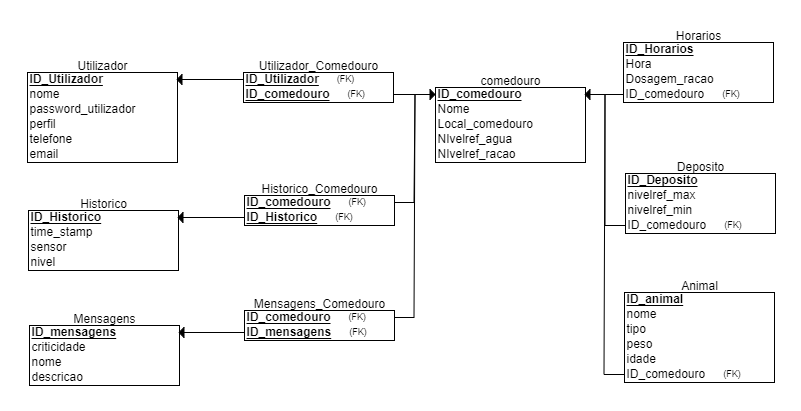 Utilizador
ID_Utilizador
nome
password_utilizador
perfil
telefone
email
Utilizador_Comedouro
ID_Utilizador (FK)
ID_comedouro (FK)
comedouro
ID_comedouro
Nome
Local_comedouro
NIvelref_agua
NIvelref_racao
Horarios
ID_Horarios
Hora
Dosagem_racao
ID_comedouro (FK)
Historico
ID_Historico
time_stamp
sensor
nivel
Historico_Comedouro
ID_comedouro (FK)
ID_Historico (FK)
Deposito
ID_Deposito
nivelref_max
nivelref_min
ID_comedouro (FK)
Mensagens
ID_mensagens
criticidade
nome
descricao
Mensagens_Comedouro
ID_comedouro (FK)
ID_mensagens (FK)
Animal
ID_animal
nome
tipo
peso
idade
ID_comedouro (FK)